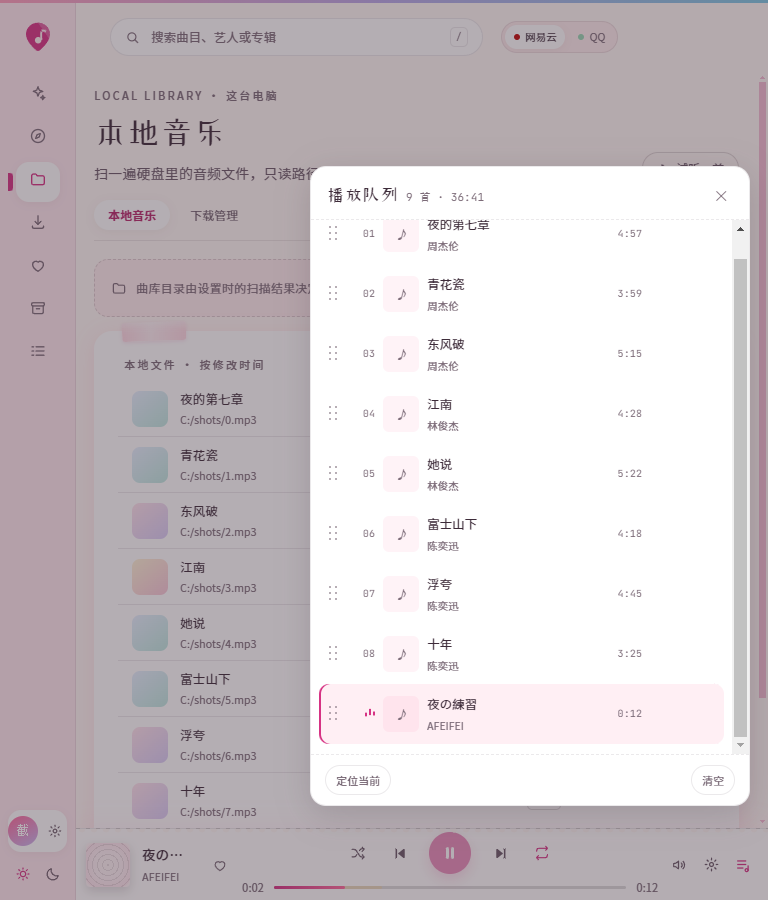 搜索曲目、艺人或专辑
/
网易云
QQ
LOCAL LIBRARY • 这台电脑
本地音乐
扫一遍硬盘里的音频文件，只读路径
本地音乐
下载管理
曲库目录由设置时的扫描结果决定
本地文件 • 按修改时间
夜的第七章
C:/shots/0.mp3
青花瓷
C:/shots/1.mp3
东风破
C:/shots/2.mp3
江南
C:/shots/3.mp3
她说
C:/shots/4.mp3
富士山下
C:/shots/5.mp3
浮夸
C:/shots/6.mp3
十年
C:/shots/7.mp3
播放队列 9 首 · 36:41
01
夜的第七章
周杰伦
4:57
02
青花瓷
周杰伦
3:59
03
东风破
周杰伦
5:15
04
江南
林俊杰
4:28
05
她说
林俊杰
5:22
06
富士山下
陈奕迅
4:18
07
浮夸
陈奕迅
4:45
08
十年
陈奕迅
3:25
夜の練習
AFEIFEI
0:12
定位当前
清空
截
夜の…
AFEIFEI
0:02
0:12